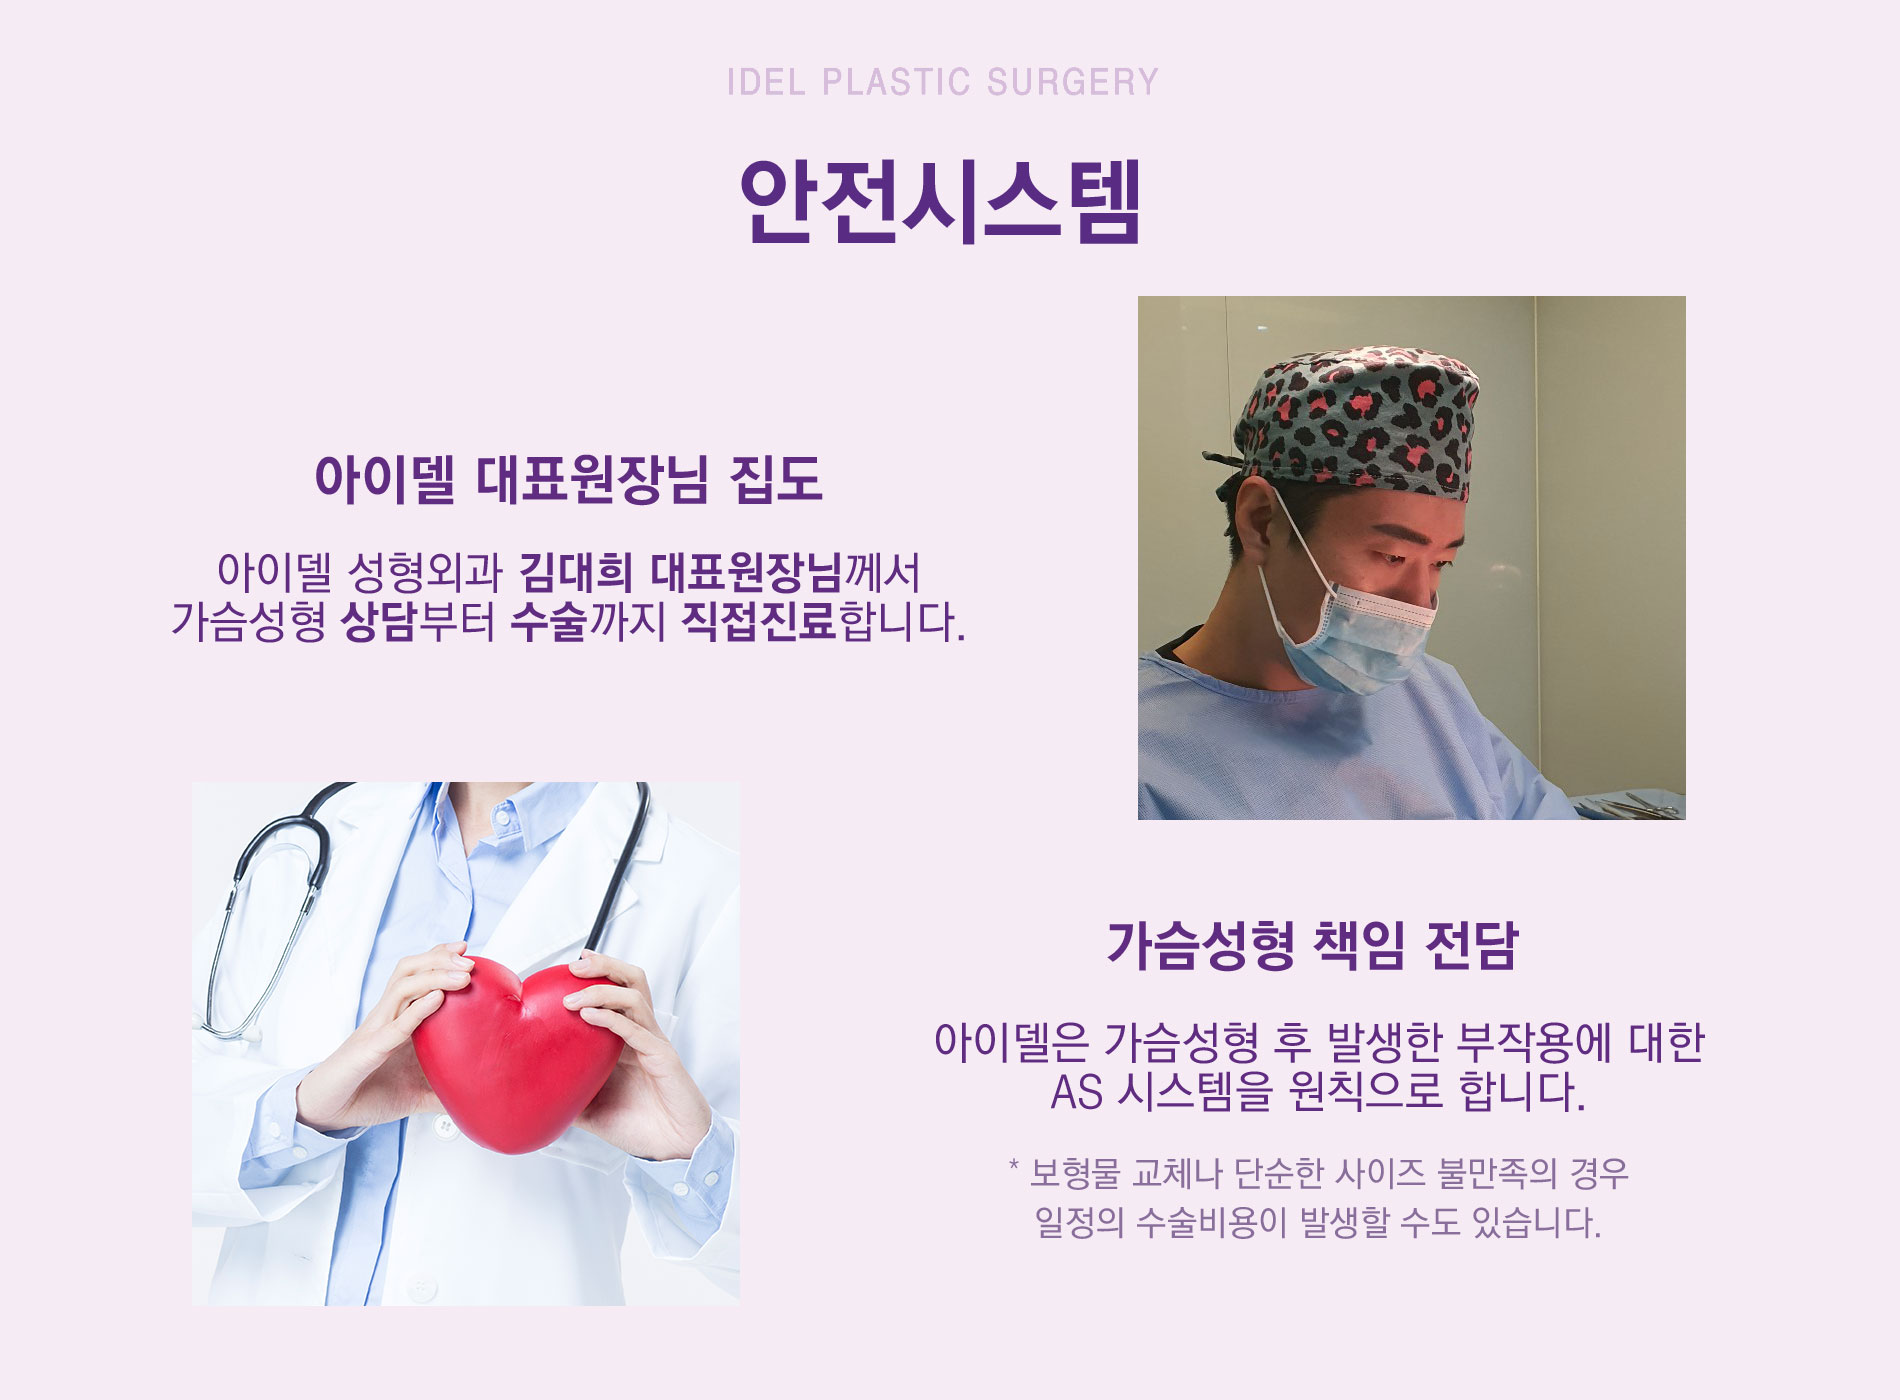 IDEL PLASTIC SURGERY
안전시스템
아이델 대표원장님 집도
아이델 성형외과 김대희 대표원장님께서
가슴성형 상담부터 수술까지 직접진료합니다.
가슴성형 책임 전담
아이델은 가슴성형 후 발생한 부작용에 대한
AS 시스템을 원칙으로 합니다.
* 보형물 교체나 단순한 사이즈 불만족의 경우
일정의 수술비용이 발생할 수도 있습니다.